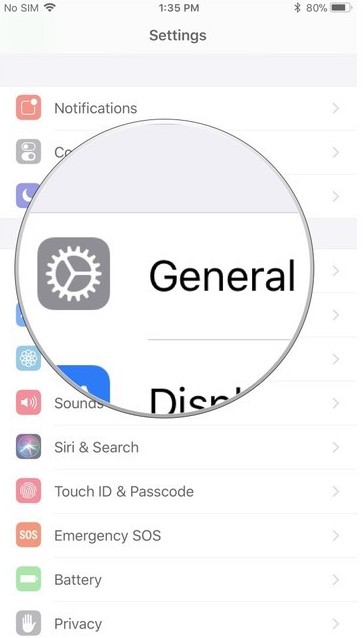 No SIM 1:35 PM 80%
Settings
Notifications
Co
General
Displ
Sounds
Siri & Search
Touch ID & Passcode
SOS Emergency SOS
Battery
Privacy